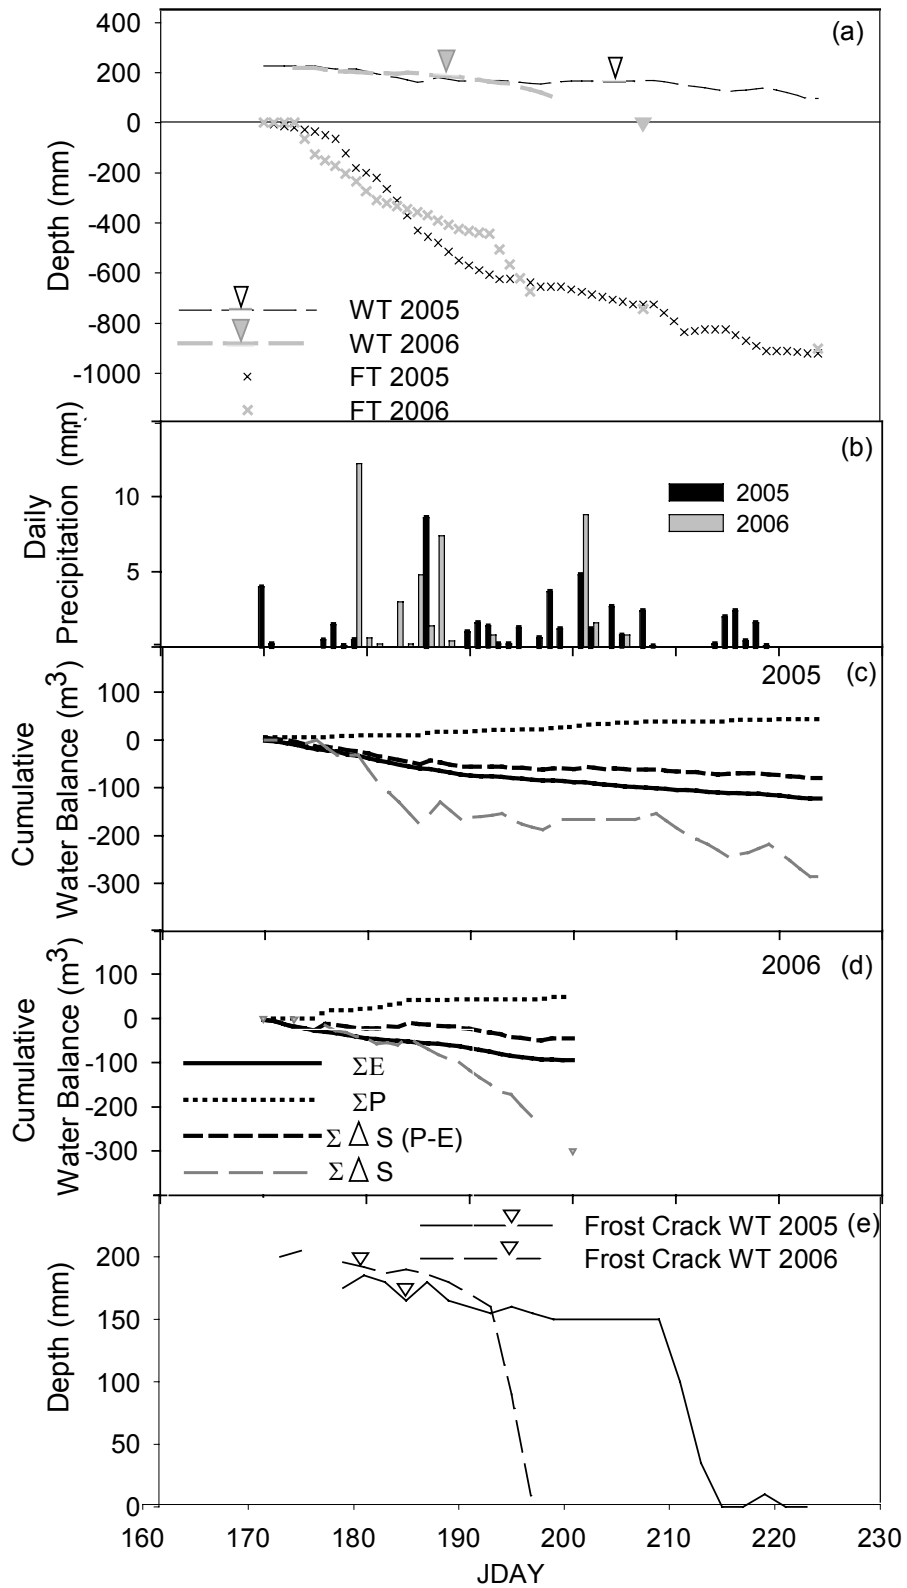 (a)
400
200
0
-200
-400
-600
-800
-1000
Depth (mm)
WT 2005
WT 2006
FT 2005
FT 2006
(b)
10
5
Daily
Precipitation (mm)
2005
2006
2005 (c)
100
0
-100
-200
-300
Cumulative
Water Balance (m³)
2006 (d)
100
0
-100
-200
-300
Cumulative
Water Balance (m³)
ΣE
ΣP
Σ Δ S (P-E)
Σ Δ S
Frost Crack WT 2005 (e)
Frost Crack WT 2006
200
150
100
50
0
Depth (mm)
160 170 180 190 200 210 220 230
JDAY